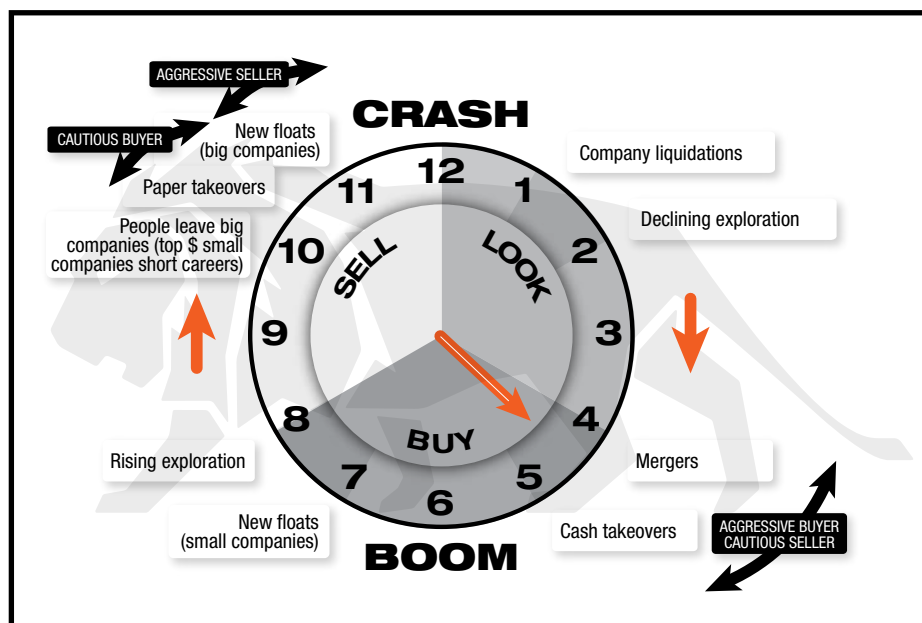 AGGRESSIVE SELLER
CAUTIOUS BUYER
New floats
(big companies)
Paper takeovers
People leave big
companies (top $ small
companies short careers)
CRASH
Company liquidations
Declining exploration
12
1
2
3
4
5
6
7
8
9
10
11
SELL
LOOK
BUY
Rising exploration
New floats
(small companies)
BOOM
Mergers
Cash takeovers
AGGRESSIVE BUYER
CAUTIOUS SELLER